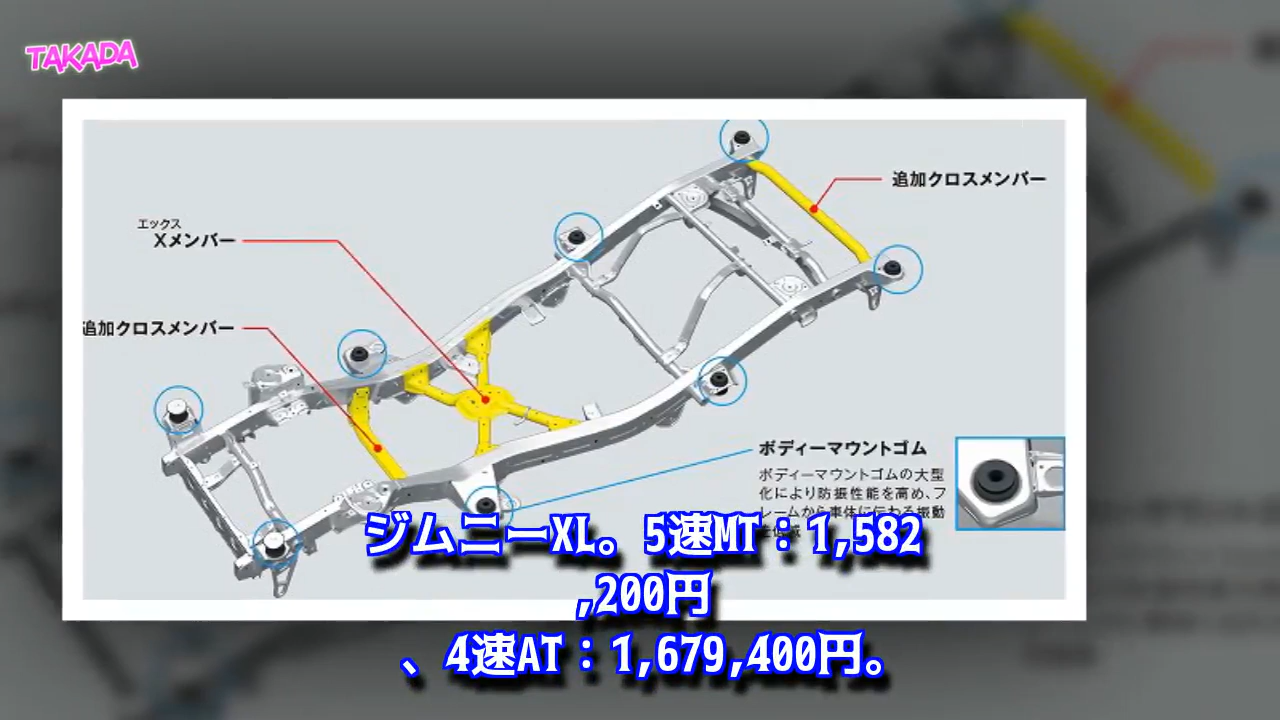 TAKADA
追加クロスメンバー
エックス
Xメンバー
追加クロスメンバー
ボディーマウントゴム
ボディーマウントゴムの大型
化により防振性能を高め、フ
レームから車体に伝わる振動
ジムニーXL。5速MT：1,582
,200円
、4速AT：1,679,400円。